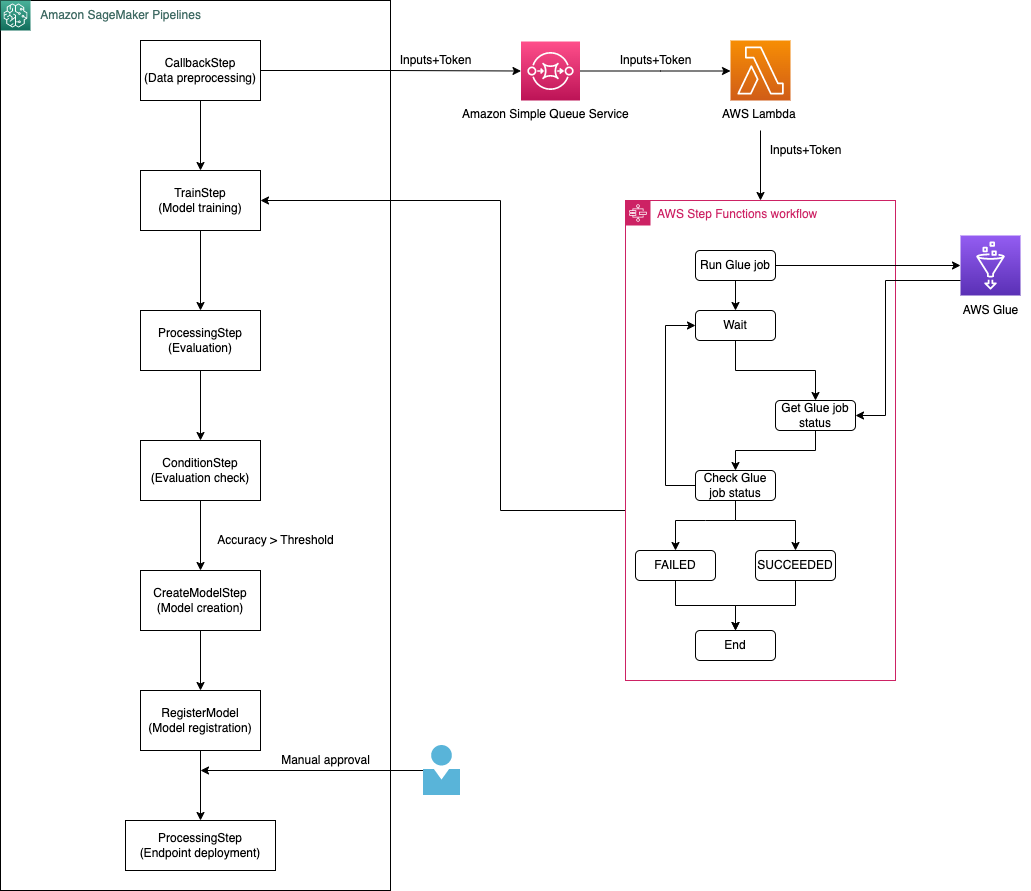 Amazon SageMaker Pipelines
CallbackStep
(Data preprocessing)
Inputs+Token
Inputs+Token
Amazon Simple Queue Service
AWS Lambda
Inputs+Token
TrainStep
(Model training)
AWS Step Functions workflow
Run Glue job
AWS Glue
Wait
ProcessingStep
(Evaluation)
Get Glue job
status
ConditionStep
(Evaluation check)
Check Glue
job status
Accuracy > Threshold
FAILED
SUCCEEDED
CreateModelStep
(Model creation)
End
RegisterModel
(Model registration)
Manual approval
ProcessingStep
(Endpoint deployment)